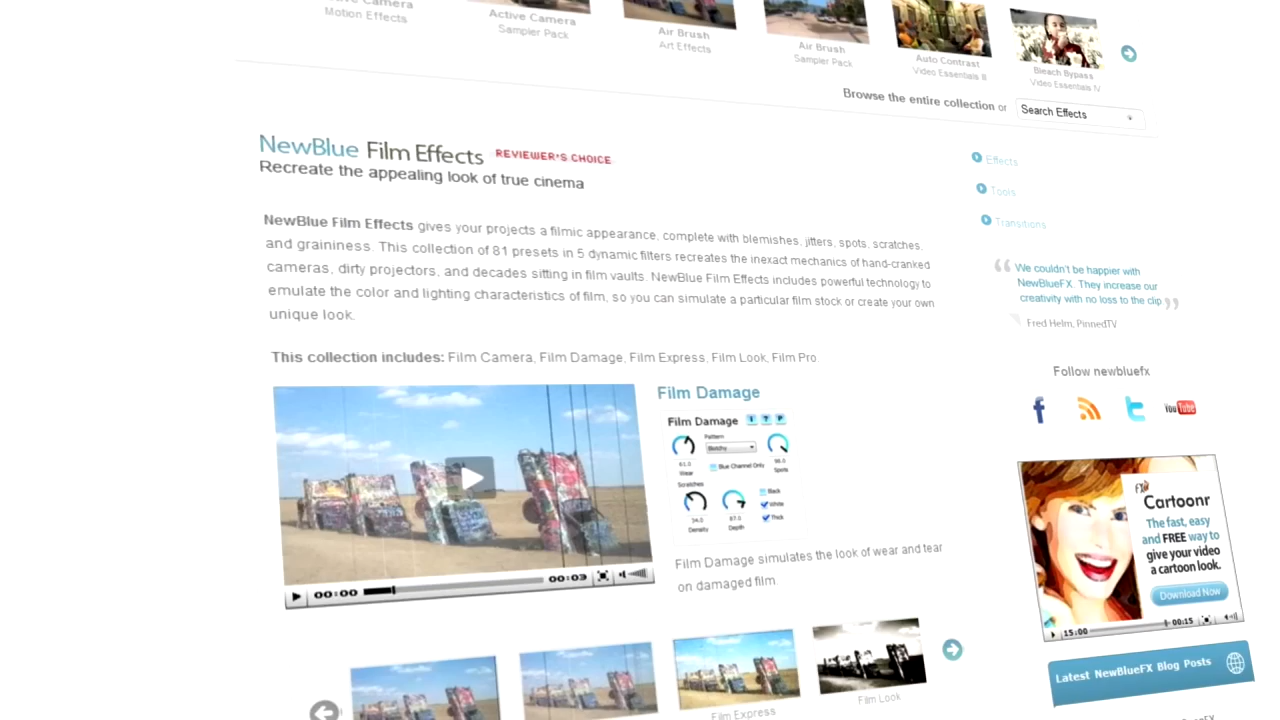 Active Camera
Motion Effects
Active Camera
Sampler Pack
Air Brush
Art Effects
Air Brush
Sampler Pack
Auto Contrast
Video Essentials II
Bleach Bypass
Video Essentials IV
Browse the entire collection or
Search Effects
NewBlue Film Effects REVIEWER'S CHOICE
Recreate the appealing look of true cinema
Effects
Tools
Transitions
NewBlue Film Effects gives your projects a filmic appearance, complete with blemishes, jitters, spots, scratches,
and graininess. This collection of 81 presets in 5 dynamic filters recreates the inexact mechanics of hand-cranked
cameras, dirty projectors, and decades sitting in film vaults. NewBlue Film Effects includes powerful technology to
emulate the color and lighting characteristics of film, so you can simulate a particular film stock or create your own
unique look.
“ We couldn't be happier with
NewBlueFX. They increase our
creativity with no loss to the clip ”
Fred Helm, PinnedTV
This collection includes: Film Camera, Film Damage, Film Express, Film Look, Film Pro
Follow newbluefx
You Tube
Film Damage
Film Damage
Pattern
Blotchy
Wear
Blue Channel Only
Spots
Scratches
Black
White
Thick
Density
Depth
00:00
00:03
Film Damage simulates the look of wear and tear
on damaged film
FX
Cartoonr
The fast, easy
and FREE way to
give your video
a cartoon look.
Download Now
15:00
00:15
Latest NewBlueFX Blog Posts
Film Express
Film Look